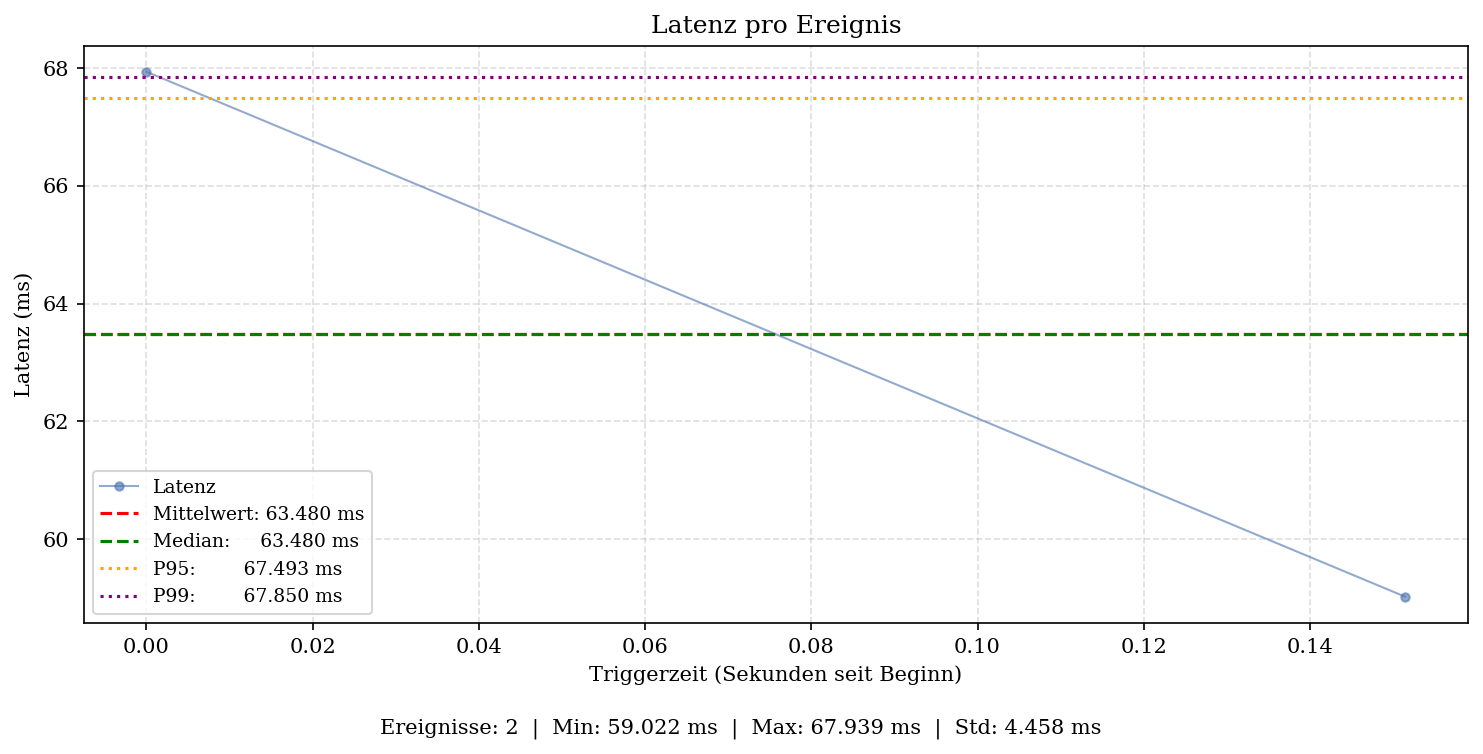 Latenz pro Ereignis
Latenz (ms)
68
66
64
62
60
Latenz
Mittelwert: 63.480 ms
Median: 63.480 ms
P95: 67.493 ms
P99: 67.850 ms
0.00 0.02 0.04 0.06 0.08 0.10 0.12 0.14
Triggerzeit (Sekunden seit Beginn)
Ereignisse: 2 | Min: 59.022 ms | Max: 67.939 ms | Std: 4.458 ms